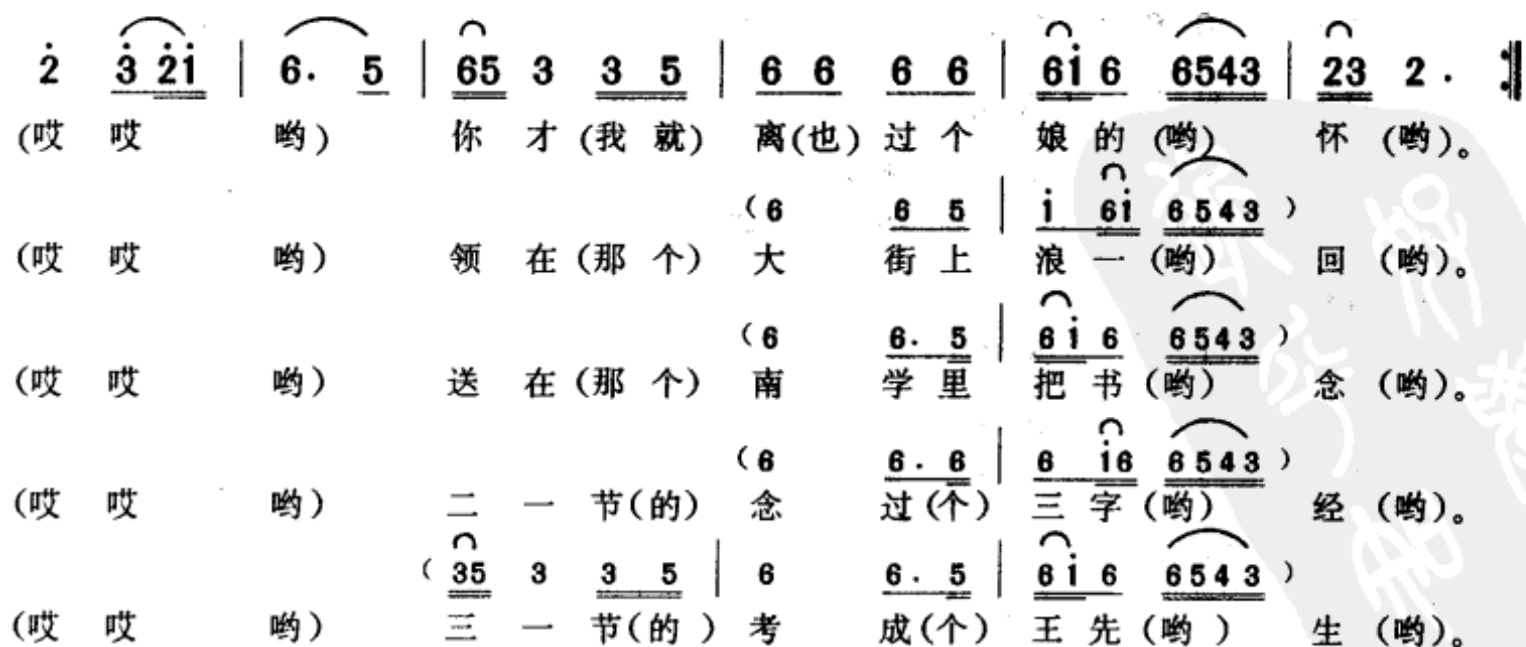 2̇ 3̇ 2̇1̇ | 6. 5 | 65 3 3 5 | 6 6 6 6 | 61̇ 6 6543 | 23 2. :‖
(哎 哎 哟) 你 才 (我 就) 离(也) 过 个 娘 的 (哟) 怀 (哟)。
(6 6 5 | 1̇ 61̇ 6543)
(哎 哎 哟) 领 在 (那 个) 大 街 上 浪 一 (哟) 回 (哟)。
(6 6. 5 | 61̇ 6 6543)
(哎 哎 哟) 送 在 (那 个) 南 学 里 把 书 (哟) 念 (哟)。
(6 6. 6 | 6 1̇6 6543)
(哎 哎 哟) 二 一 节(的) 念 过(个) 三 字 (哟) 经 (哟)。
(35 3 3 5 | 6 6. 5 | 61̇ 6 6543)
(哎 哎 哟) 三 一 节(的) 考 成(个) 王 先 (哟) 生 (哟)。